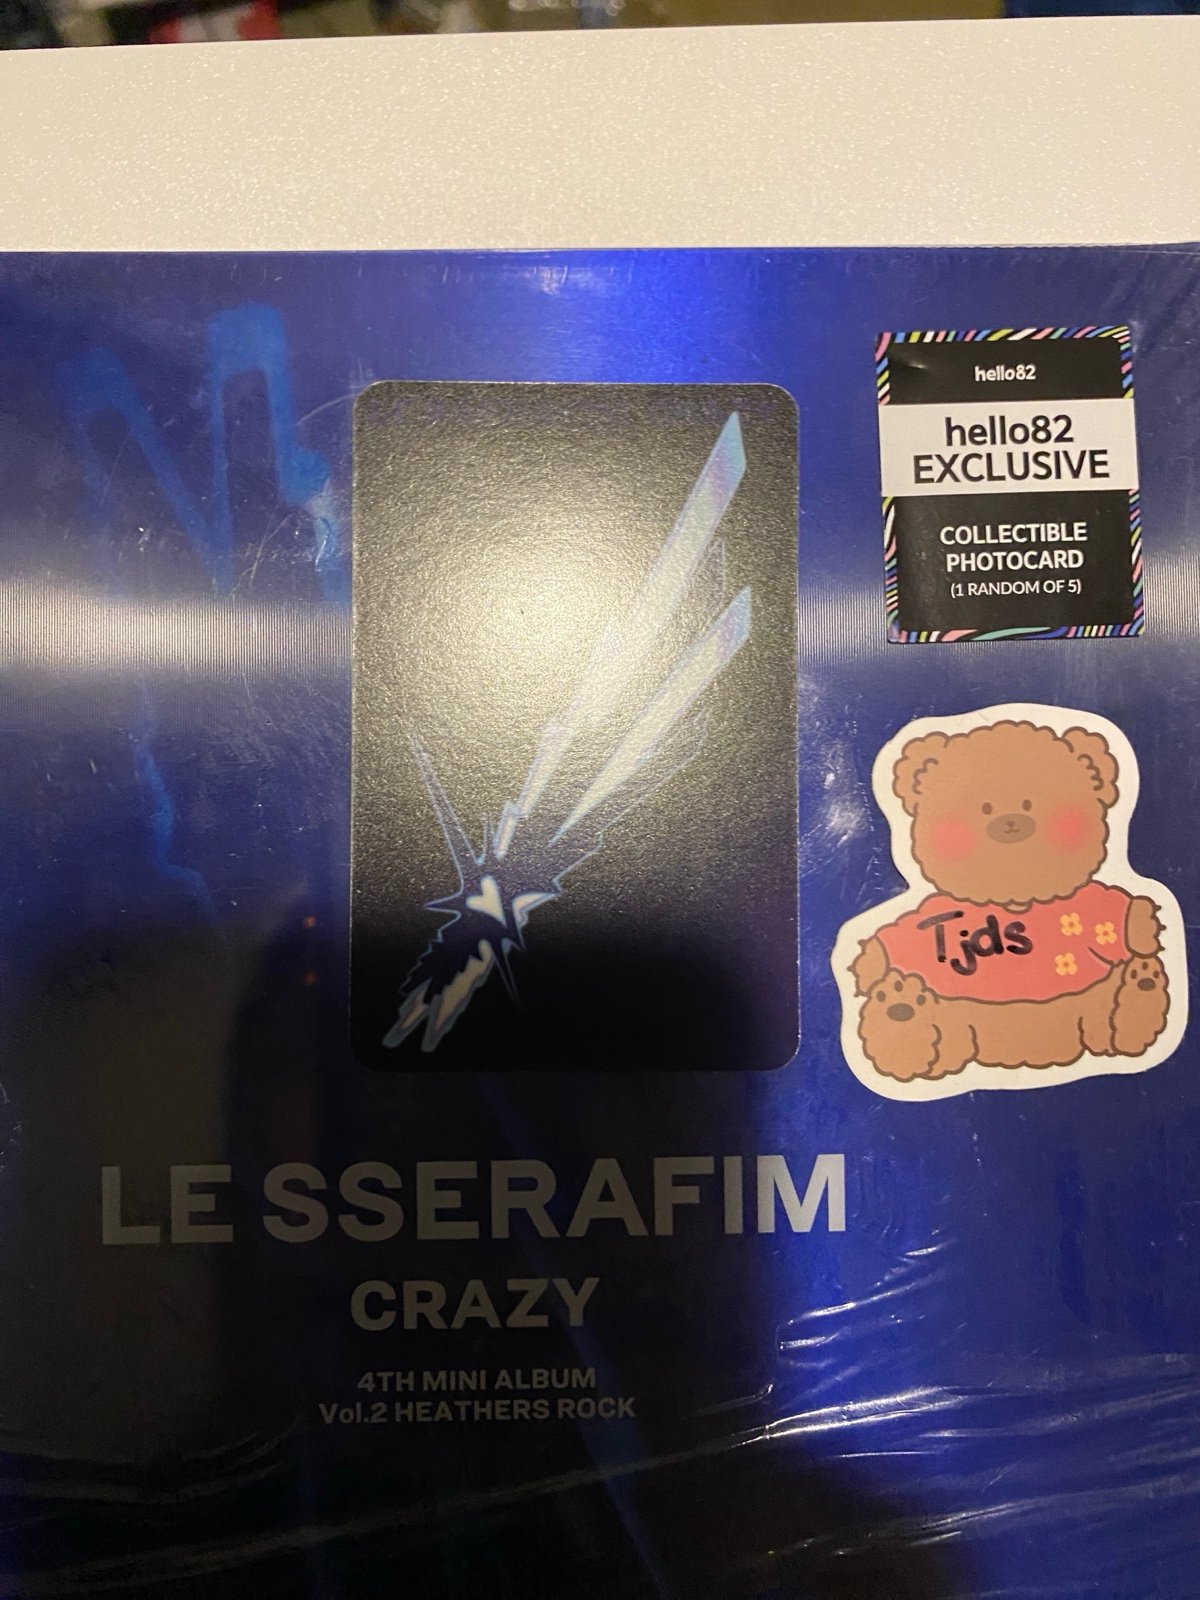 hello82
hello82
EXCLUSIVE
COLLECTIBLE
PHOTOCARD
(1 RANDOM OF 5)
Tjds
LE SSERAFIM
CRAZY
4TH MINI ALBUM
Vol.2 HEATHERS ROCK